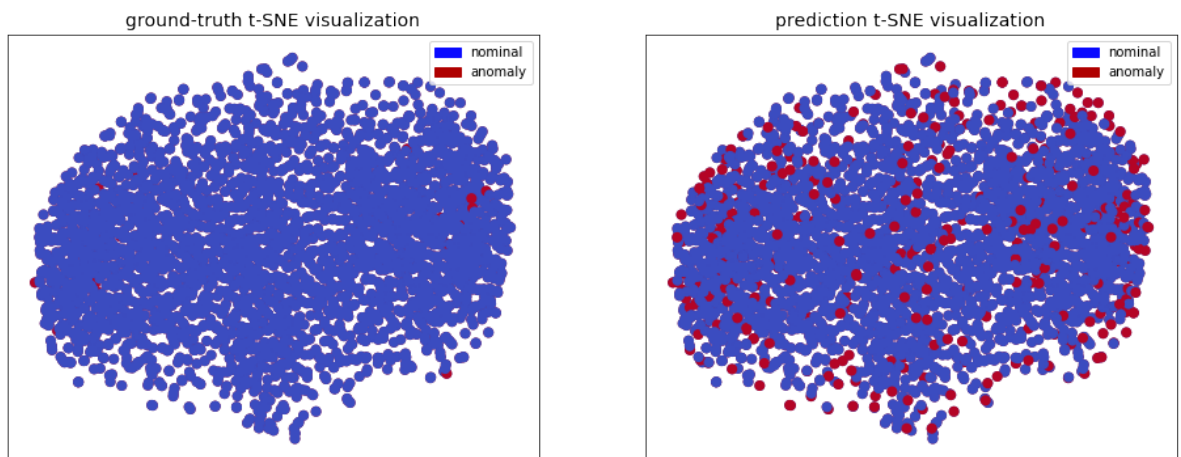 ground-truth t-SNE visualization
nominal
anomaly
prediction t-SNE visualization
nominal
anomaly